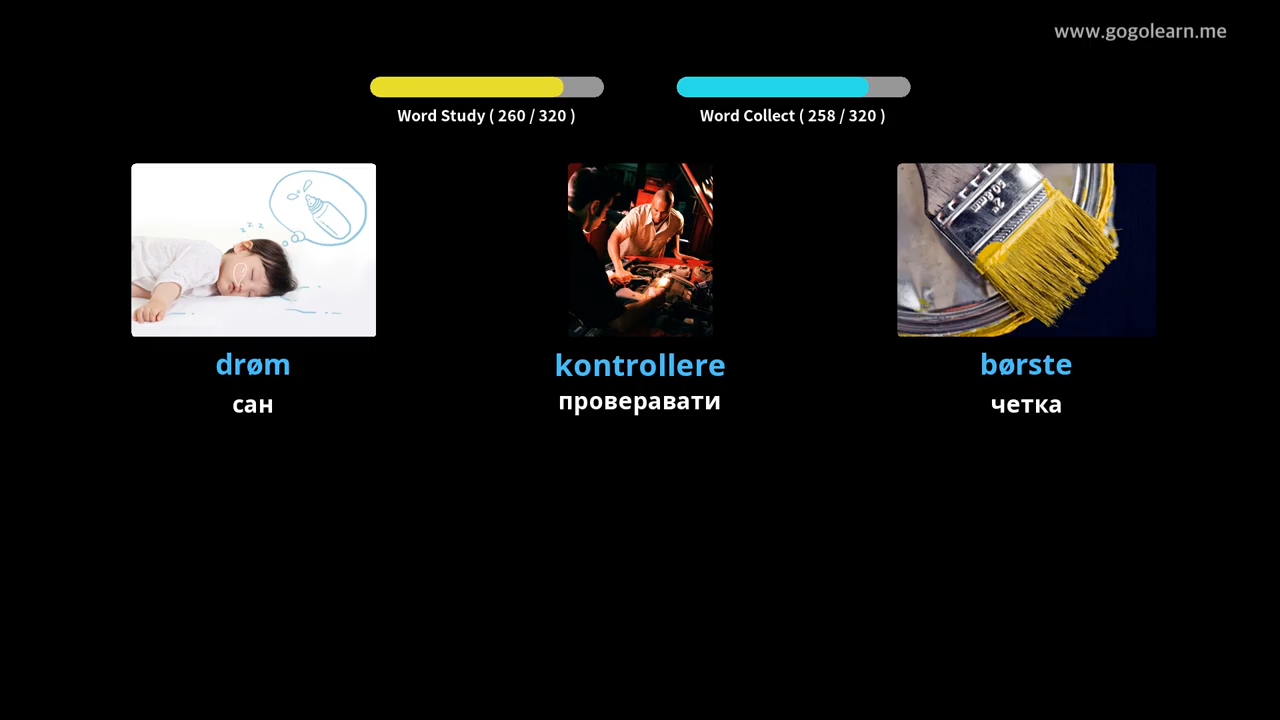 www.gogolearn.me
Word Study ( 260 / 320 )
Word Collect ( 258 / 320 )
z z z
drøm
kontrollere
børste
сан
проверавати
четка